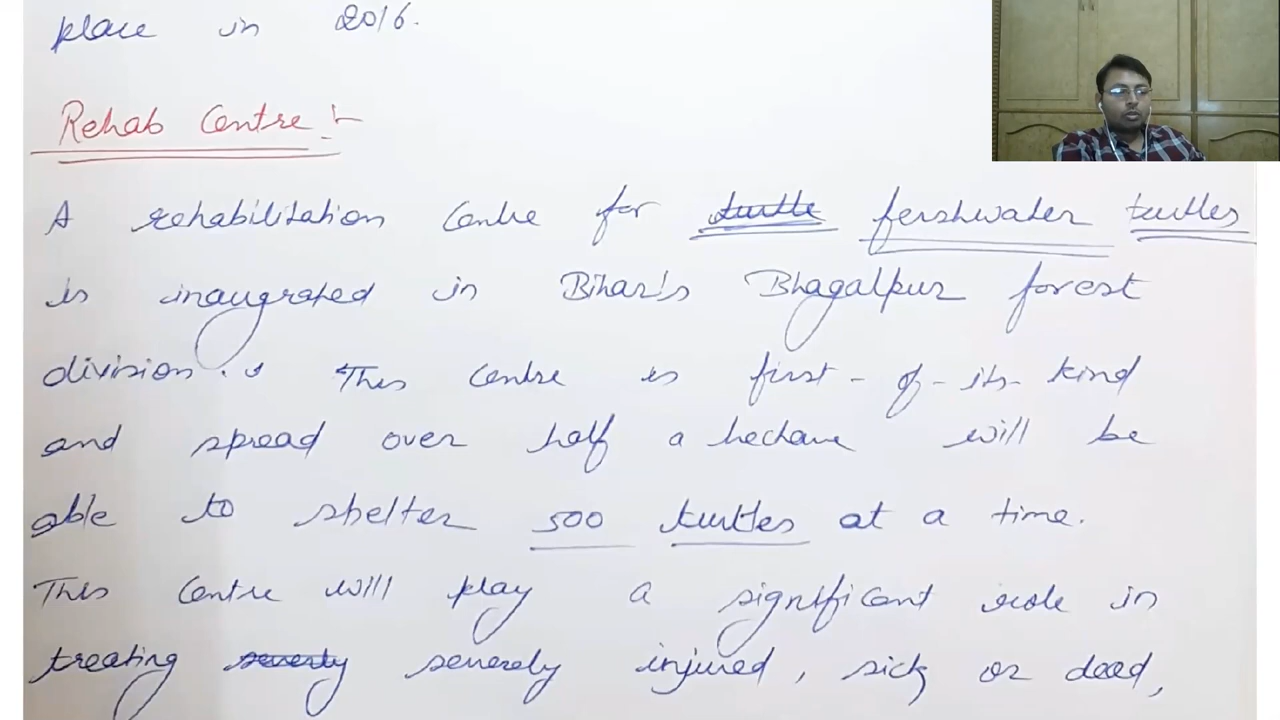 place in 2016.
Rehab Centre :-
A rehabilitation Centre for turtle fershwater turtles
is inaugrated in Bihar's Bhagalpur forest
division. This centre is first-of-its-kind
and spread over half a hectare will be
able to shelter 500 turtles at a time.
This Centre will play a significant role in
treating severly severely injured, sick or dead,